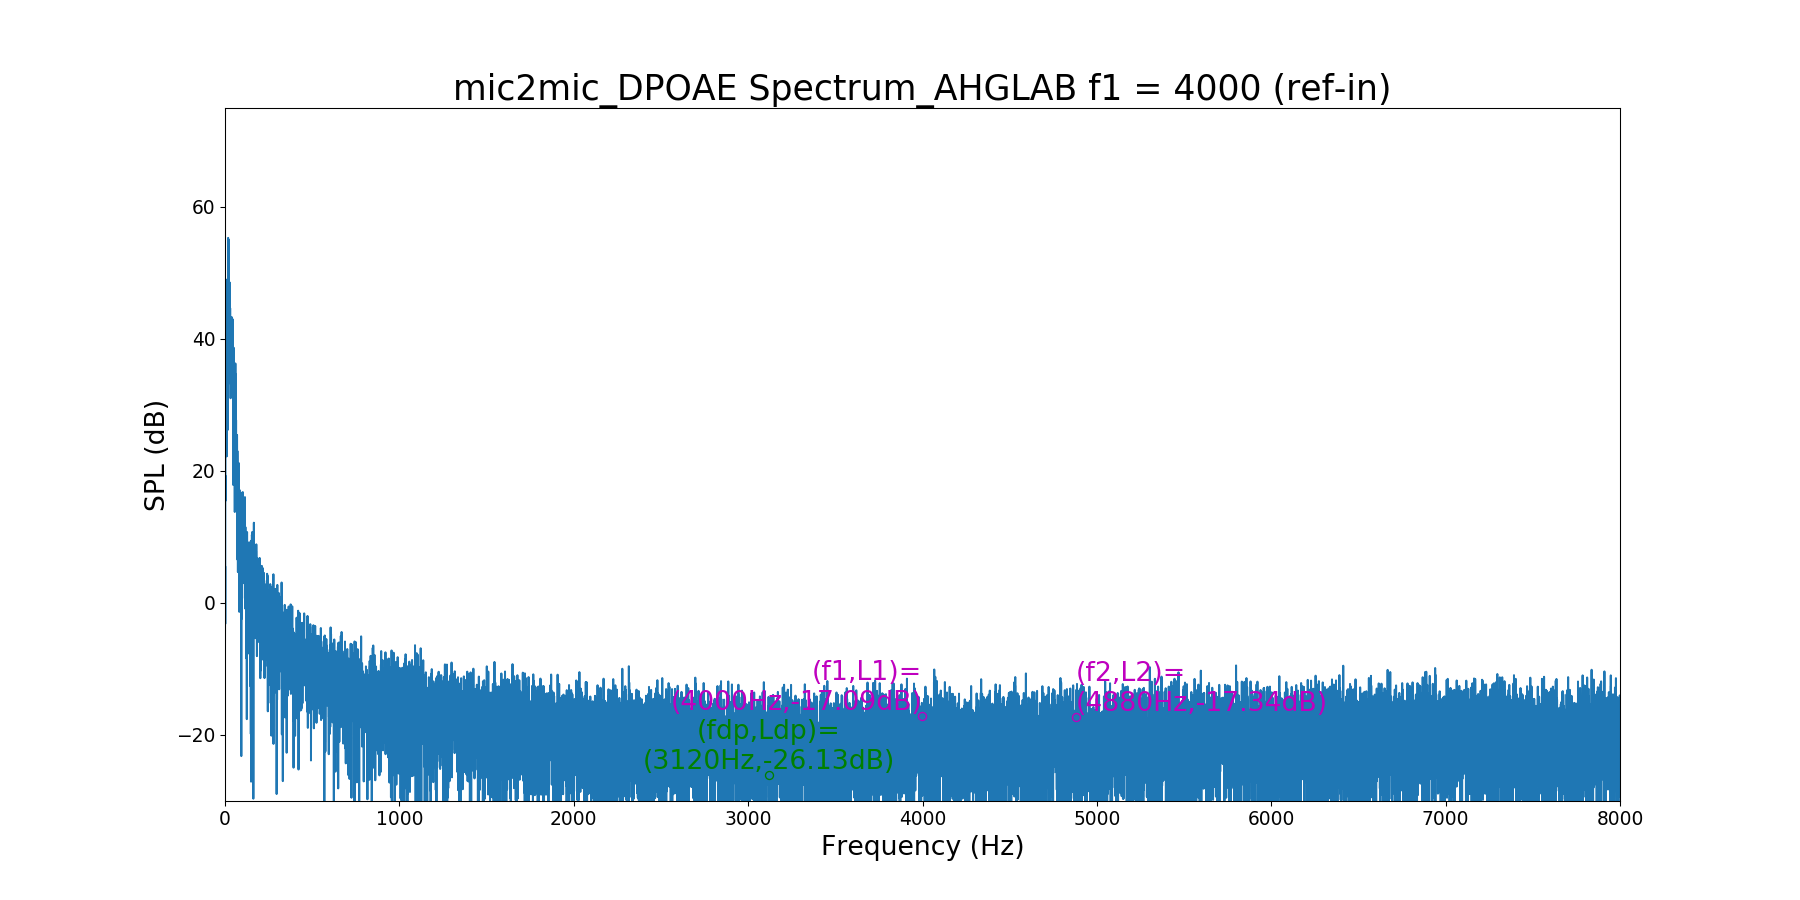 mic2mic_DPOAE Spectrum_AHGLAB f1 = 4000 (ref-in)
60
40
20
0
−20
SPL (dB)
(f1,L1)=
(4000Hz,-17.09dB)
(f2,L2)=
(4880Hz,-17.34dB)
(fdp,Ldp)=
(3120Hz,-26.13dB)
0 1000 2000 3000 4000 5000 6000 7000 8000
Frequency (Hz)